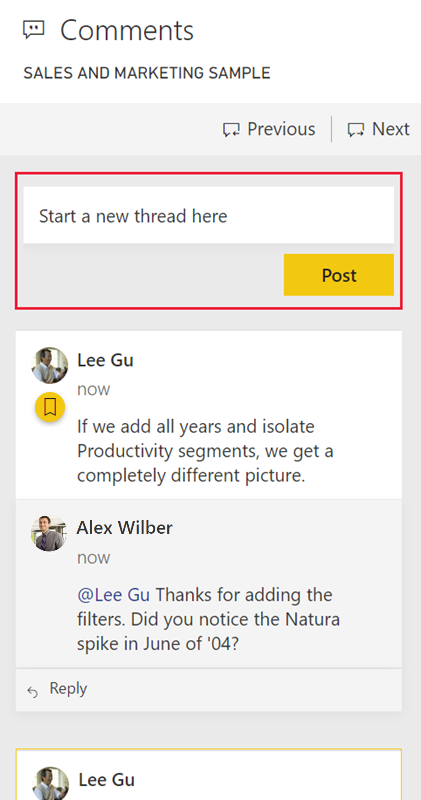 Comments
SALES AND MARKETING SAMPLE
Previous
Next
Start a new thread here
Post
Lee Gu
now
If we add all years and isolate
Productivity segments, we get a
completely different picture.
Alex Wilber
now
@Lee Gu Thanks for adding the
filters. Did you notice the Natura
spike in June of '04?
Reply
Lee Gu